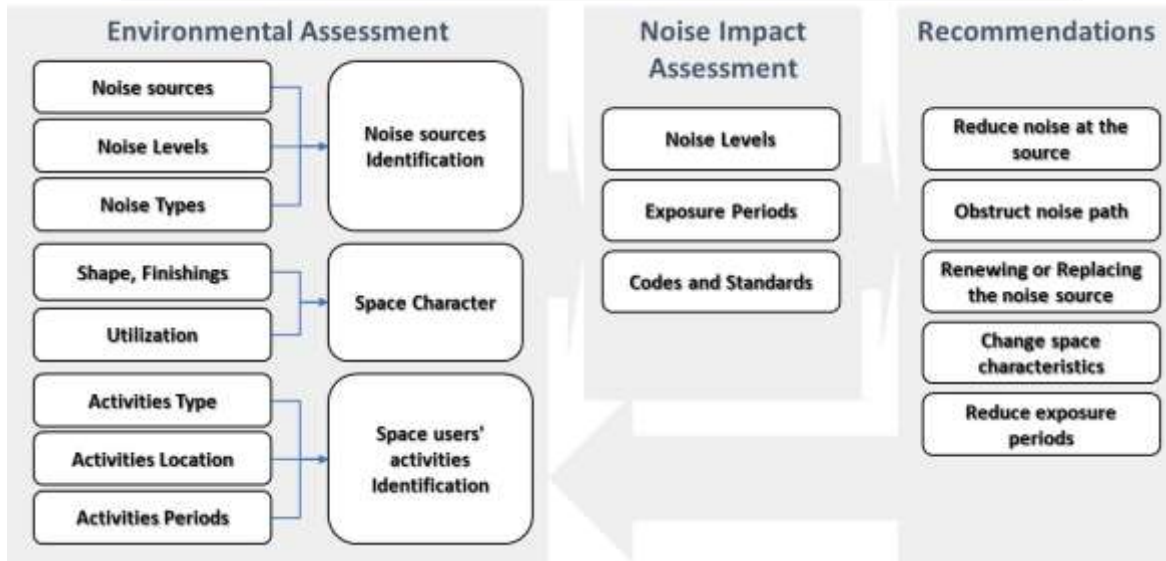 Environmental Assessment
Noise sources
Noise Levels
Noise Types
Noise sources
Identification
Shape, Finishings
Utilization
Space Character
Activities Type
Activities Location
Activities Periods
Space users'
activities
Identification
Noise Impact
Assessment
Noise Levels
Exposure Periods
Codes and Standards
Recommendations
Reduce noise at the
source
Obstruct noise path
Renewing or Replacing
the noise source
Change space
characteristics
Reduce exposure
periods